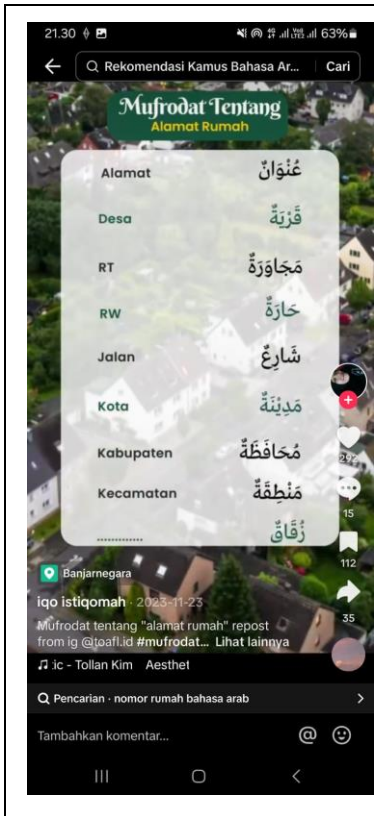 21.30
63%
Rekomendasi Kamus Bahasa Ar... Cari
Mufrodat Tentang
Alamat Rumah
Alamat عُنْوَانٌ
Desa قَرْيَةٌ
RT مَجَاوَرَةٌ
RW حَارَةٌ
Jalan شَارِعٌ
Kota مَدِيْنَةٌ
Kabupaten مُحَافَظَةٌ
Kecamatan مَنْطِقَةٌ
............. زُقَاقٌ
292
15
112
35
Banjarnegara
iqo istiqomah · 2023-11-23
Mufrodat tentang "alamat rumah" repost
from ig @toafl.id #mufrodat... Lihat lainnya
:ic - Tollan Kim Aesthet
Pencarian · nomor rumah bahasa arab
Tambahkan komentar...